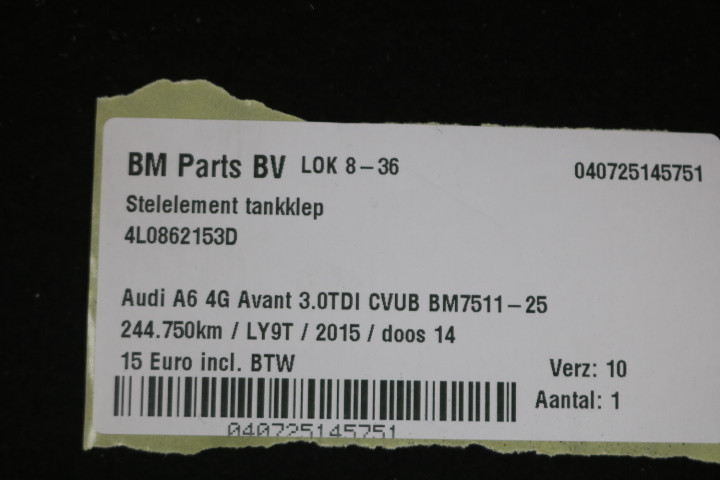 BM Parts BV LOK 8-36 040725145751
Stelelement tankklep
4L0862153D
Audi A6 4G Avant 3.0TDI CVUB BM7511-25
244.750km / LY9T / 2015 / doos 14
15 Euro incl. BTW
Verz: 10
Aantal: 1
040725145751